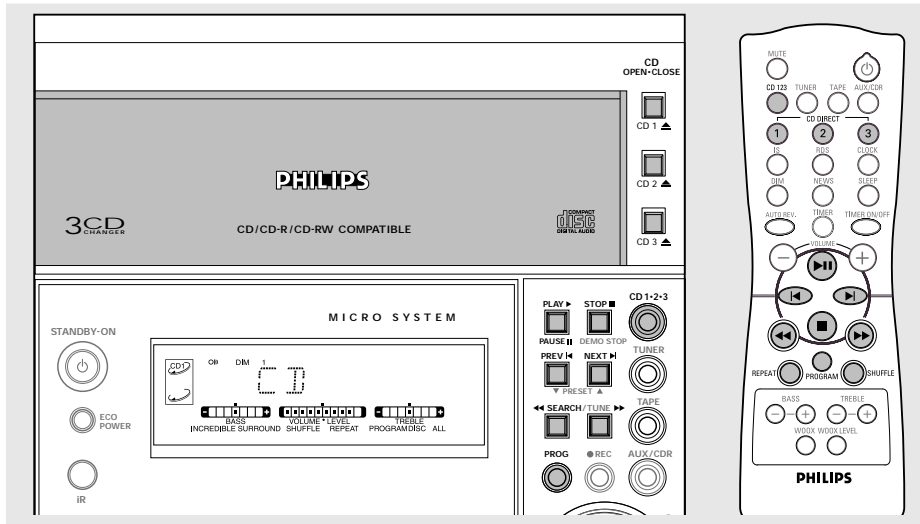 CD
OPEN•CLOSE
CD 1
CD 2
CD 3
PHILIPS
3CD
CHANGER
CD/CD-R/CD-RW COMPATIBLE
COMPACT
disc
DIGITAL AUDIO
MICRO SYSTEM
STANDBY-ON
ECO
POWER
iR
CD1
DIM 1
CD
BASS VOLUME • LEVEL TREBLE
INCREDIBLE SURROUND SHUFFLE REPEAT PROGRAM DISC ALL
PLAY STOP CD 1•2•3
PAUSE DEMO STOP
TUNER
PREV NEXT
PRESET
TAPE
SEARCH/TUNE
PROG REC AUX/CDR
MUTE
CD 123 TUNER TAPE AUX/CDR
CD DIRECT
1 2 3
IS RDS CLOCK
DIM NEWS SLEEP
AUTO REV. TIMER TIMER ON/OFF
VOLUME
REPEAT PROGRAM SHUFFLE
BASS TREBLE
WOOX WOOX LEVEL
PHILIPS